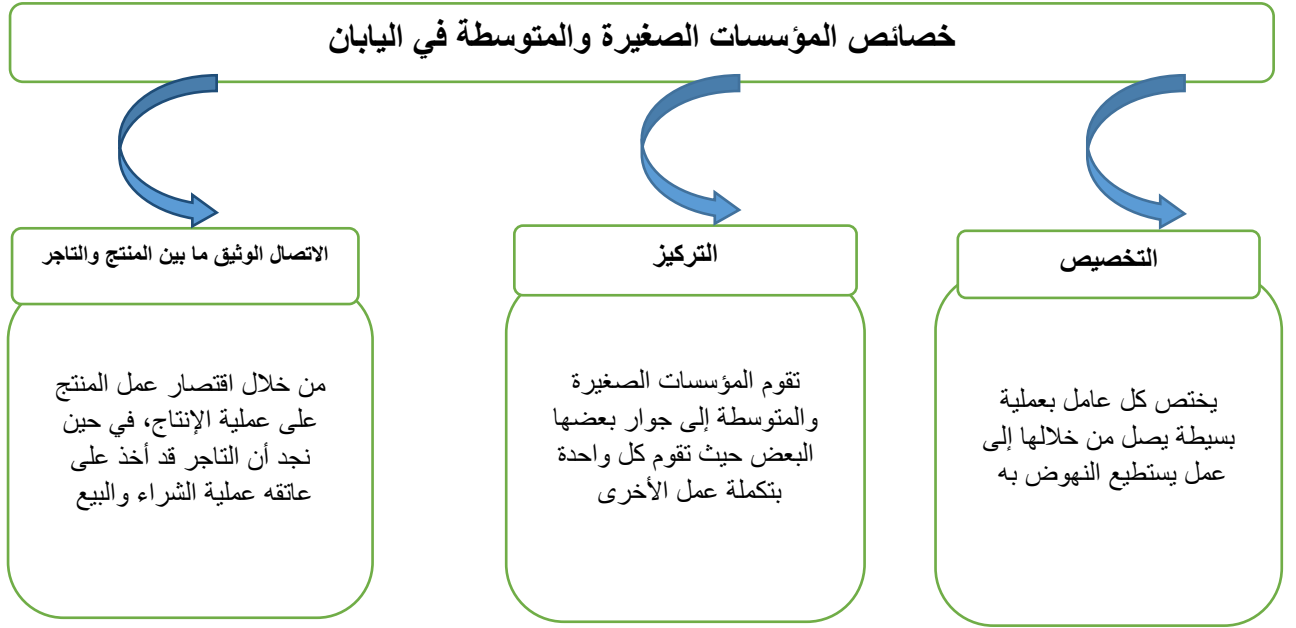 خصائص المؤسسات الصغيرة والمتوسطة في اليابان
التخصيص
يختص كل عامل بعملية
بسيطة يصل من خلالها إلى
عمل يستطيع النهوض به
التركيز
تقوم المؤسسات الصغيرة
والمتوسطة إلى جوار بعضها
البعض حيث تقوم كل واحدة
بتكملة عمل الأخرى
الاتصال الوثيق ما بين المنتج والتاجر
من خلال اقتصار عمل المنتج
على عملية الإنتاج، في حين
نجد أن التاجر قد أخذ على
عاتقه عملية الشراء والبيع